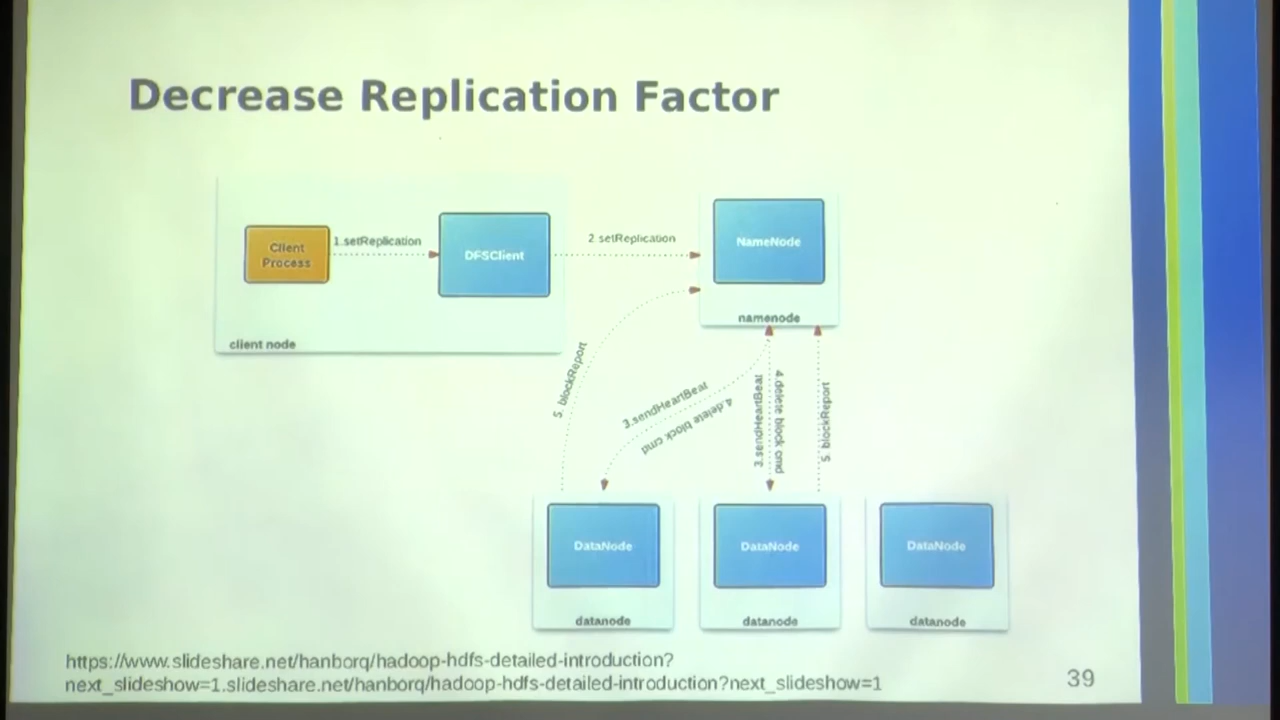 Decrease Replication Factor
Client
Process
1.setReplication
DFSClient
2.setReplication
NameNode
namenode
client node
5. blockReport
3.sendHeartBeat
4.delete block cmd
3.sendHeartBeat
4.delete block cmd
5. blockReport
DataNode
DataNode
DataNode
datanode
datanode
datanode
https://www.slideshare.net/hanborq/hadoop-hdfs-detailed-introduction?
next_slideshow=1.slideshare.net/hanborq/hadoop-hdfs-detailed-introduction?next_slideshow=1
39